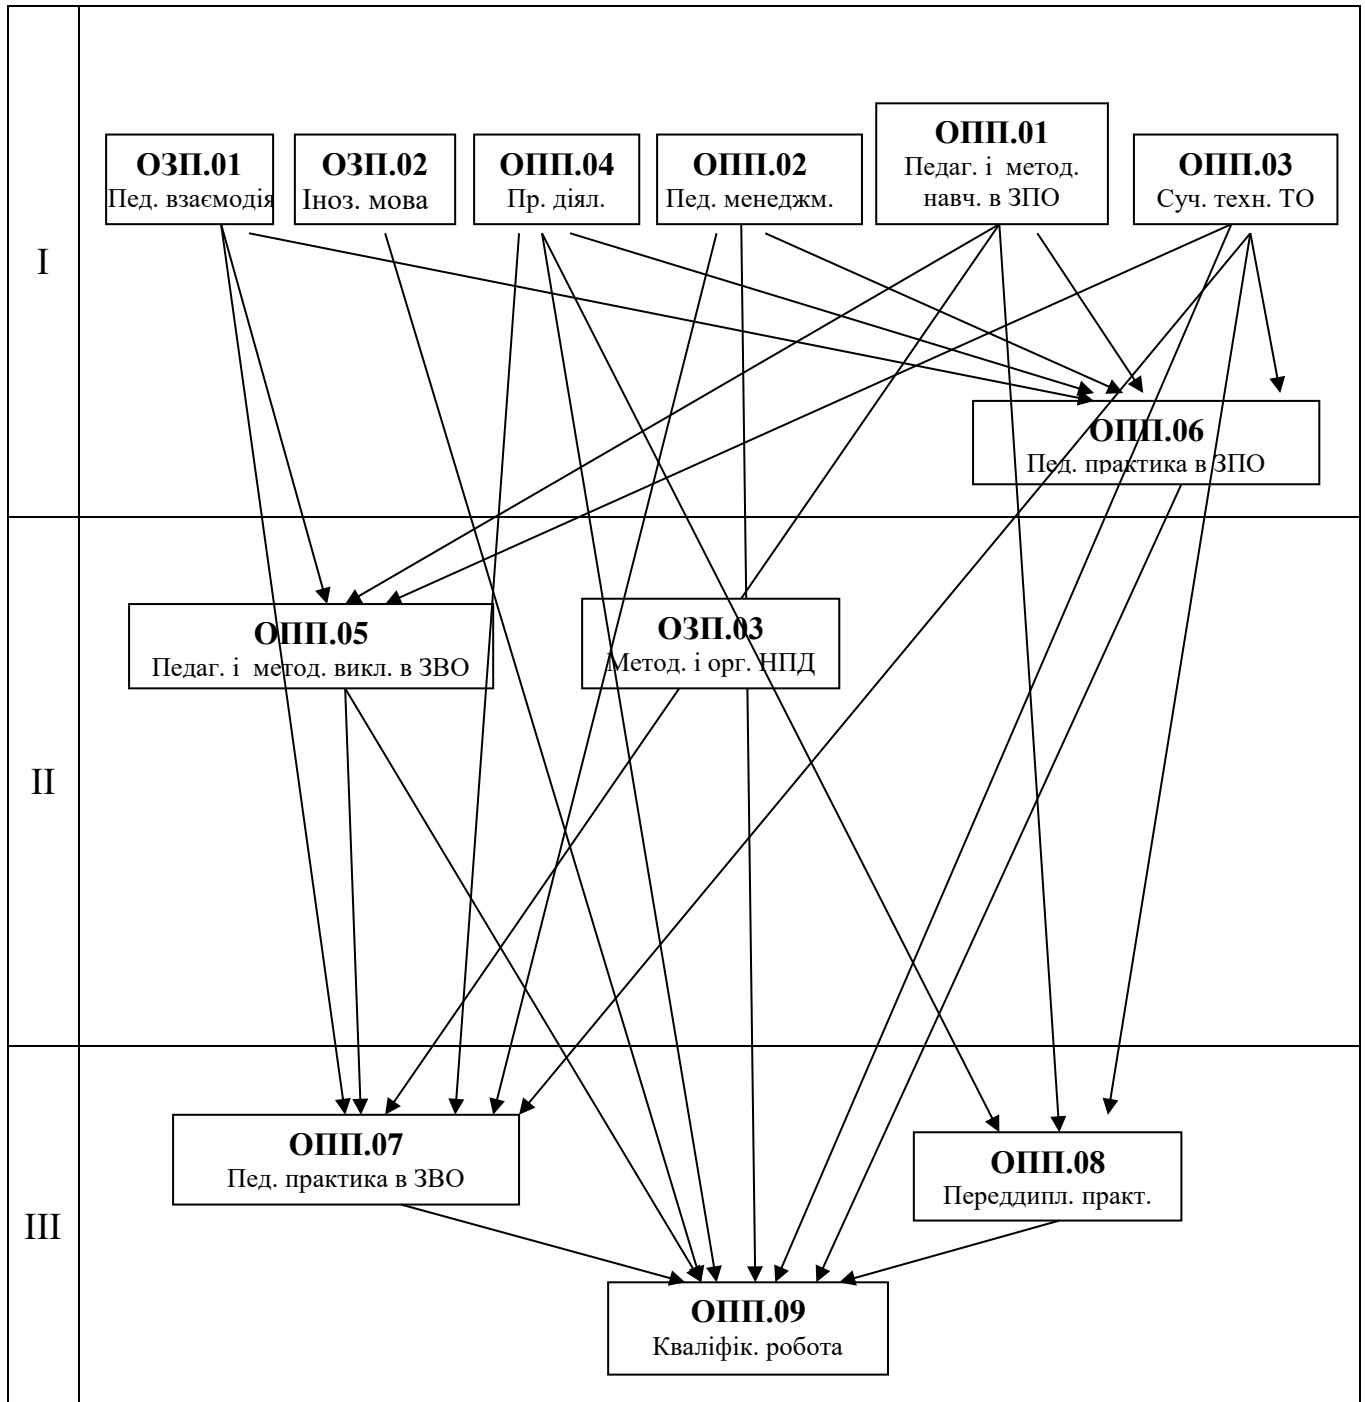 I
ОЗП.01
Пед. взаємодія
ОЗП.02
Іноз. мова
ОПП.04
Пр. діял.
ОПП.02
Пед. менеджм.
ОПП.01
Педаг. і метод.
навч. в ЗПО
ОПП.03
Суч. техн. ТО
ОПП.06
Пед. практика в ЗПО
II
ОПП.05
Педаг. і метод. викл. в ЗВО
ОЗП.03
Метод. і орг. НПД
III
ОПП.07
Пед. практика в ЗВО
ОПП.08
Переддипл. практ.
ОПП.09
Кваліфік. робота